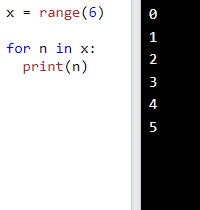 x = range(6)
for n in x:
  print(n)
0
1
2
3
4
5